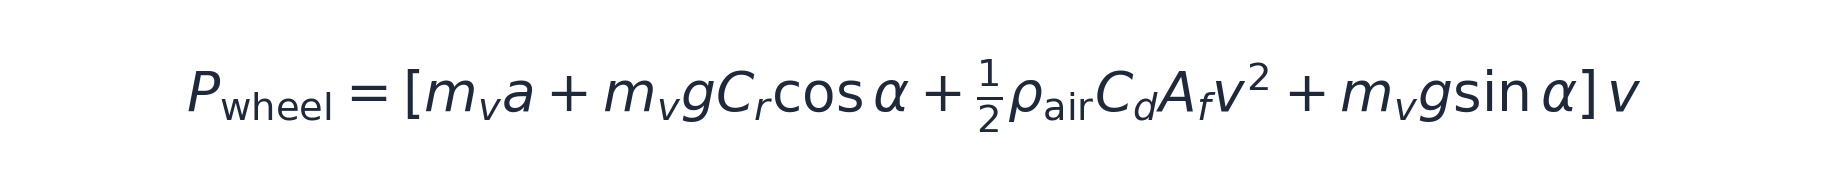 P_wheel = [m_v a + m_v g C_r cos α + ½ ρ_air C_d A_f v² + m_v g sin α] v